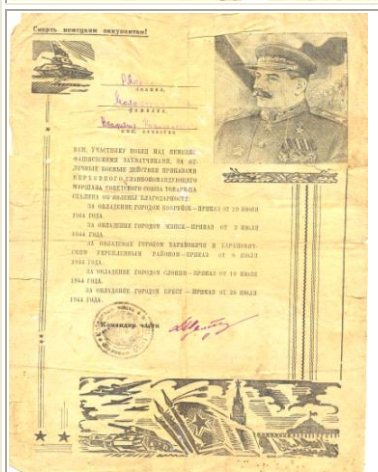 Смерть немецким оккупантам!
звание,
фамилия,
имя, отчество
ВАМ, УЧАСТНИКУ ПОБЕД НАД НЕМЕЦКО-
ФАШИСТСКИМИ ЗАХВАТЧИКАМИ, ЗА ОТ-
ЛИЧНЫЕ БОЕВЫЕ ДЕЙСТВИЯ ПРИКАЗАМИ
ВЕРХОВНОГО ГЛАВНОКОМАНДУЮЩЕГО
МАРШАЛА СОВЕТСКОГО СОЮЗА ТОВАРИЩА
СТАЛИНА ОБ'ЯВЛЕНЫ БЛАГОДАРНОСТИ:
ЗА ОВЛАДЕНИЕ ГОРОДОМ БОБРУЙСК—ПРИКАЗ ОТ 29 ИЮНЯ
1944 ГОДА.
ЗА ОВЛАДЕНИЕ ГОРОДОМ МИНСК—ПРИКАЗ ОТ 3 ИЮЛЯ
1944 ГОДА.
ЗА ОВЛАДЕНИЕ ГОРОДОМ БАРАНОВИЧИ И БАРАНОВИЧ-
СКИМ УКРЕПЛЕННЫМ РАЙОНОМ—ПРИКАЗ ОТ 8 ИЮЛЯ
1944 ГОДА.
ЗА ОВЛАДЕНИЕ ГОРОДОМ СЛОНИМ—ПРИКАЗ ОТ 10 ИЮЛЯ
1944 ГОДА.
ЗА ОВЛАДЕНИЕ ГОРОДОМ БРЕСТ—ПРИКАЗ ОТ 28 ИЮЛЯ
1944 ГОДА.
Командир части